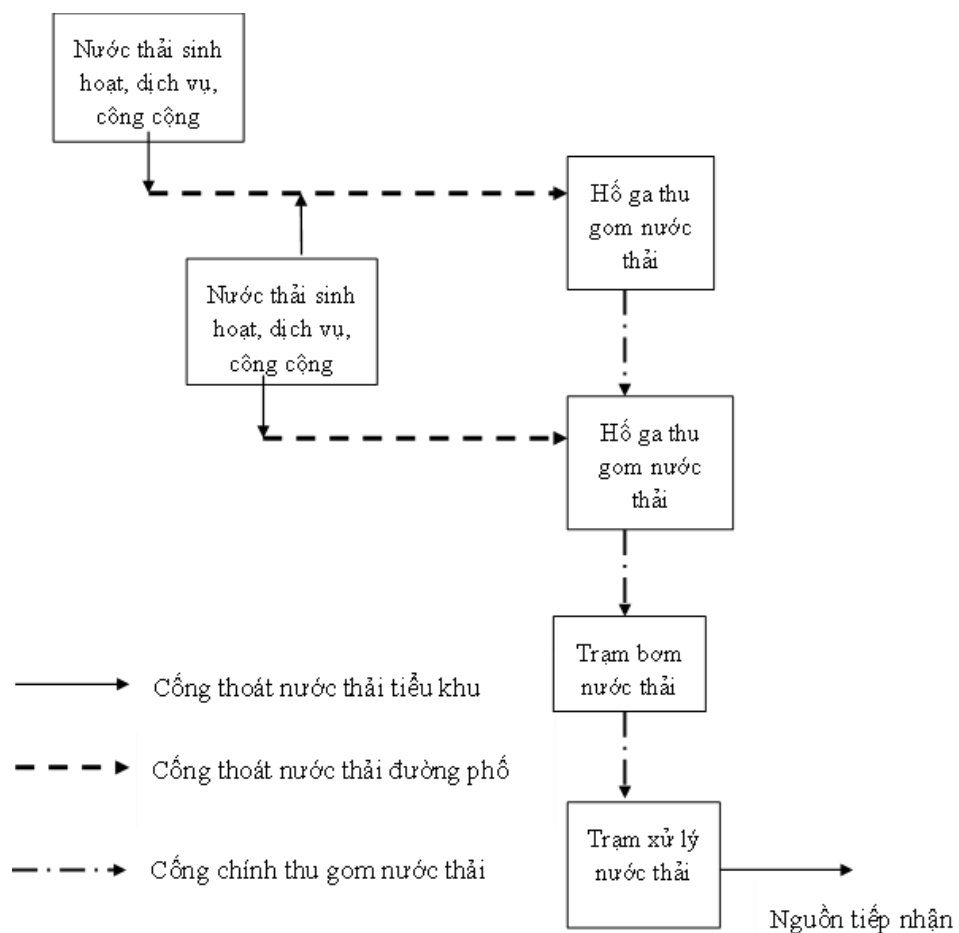 Nước thải sinh
hoạt, dịch vụ,
công cộng
Hố ga thu
gom nước
thải
Nước thải sinh
hoạt, dịch vụ,
công cộng
Hố ga thu
gom nước
thải
Trạm bơm
nước thải
Cống thoát nước thải tiểu khu
Cống thoát nước thải đường phố
Cống chính thu gom nước thải
Trạm xử lý
nước thải
Nguồn tiếp nhận